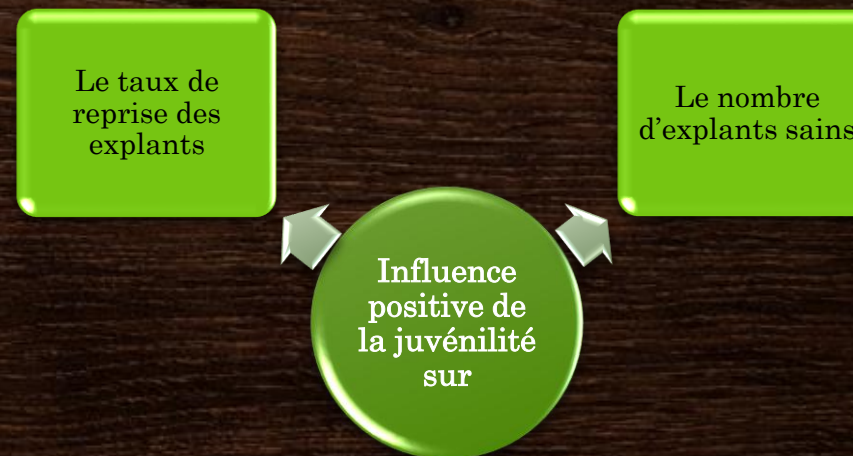 Le taux de
reprise des
explants
Le nombre
d’explants sains
Influence
positive de
la juvénilité
sur